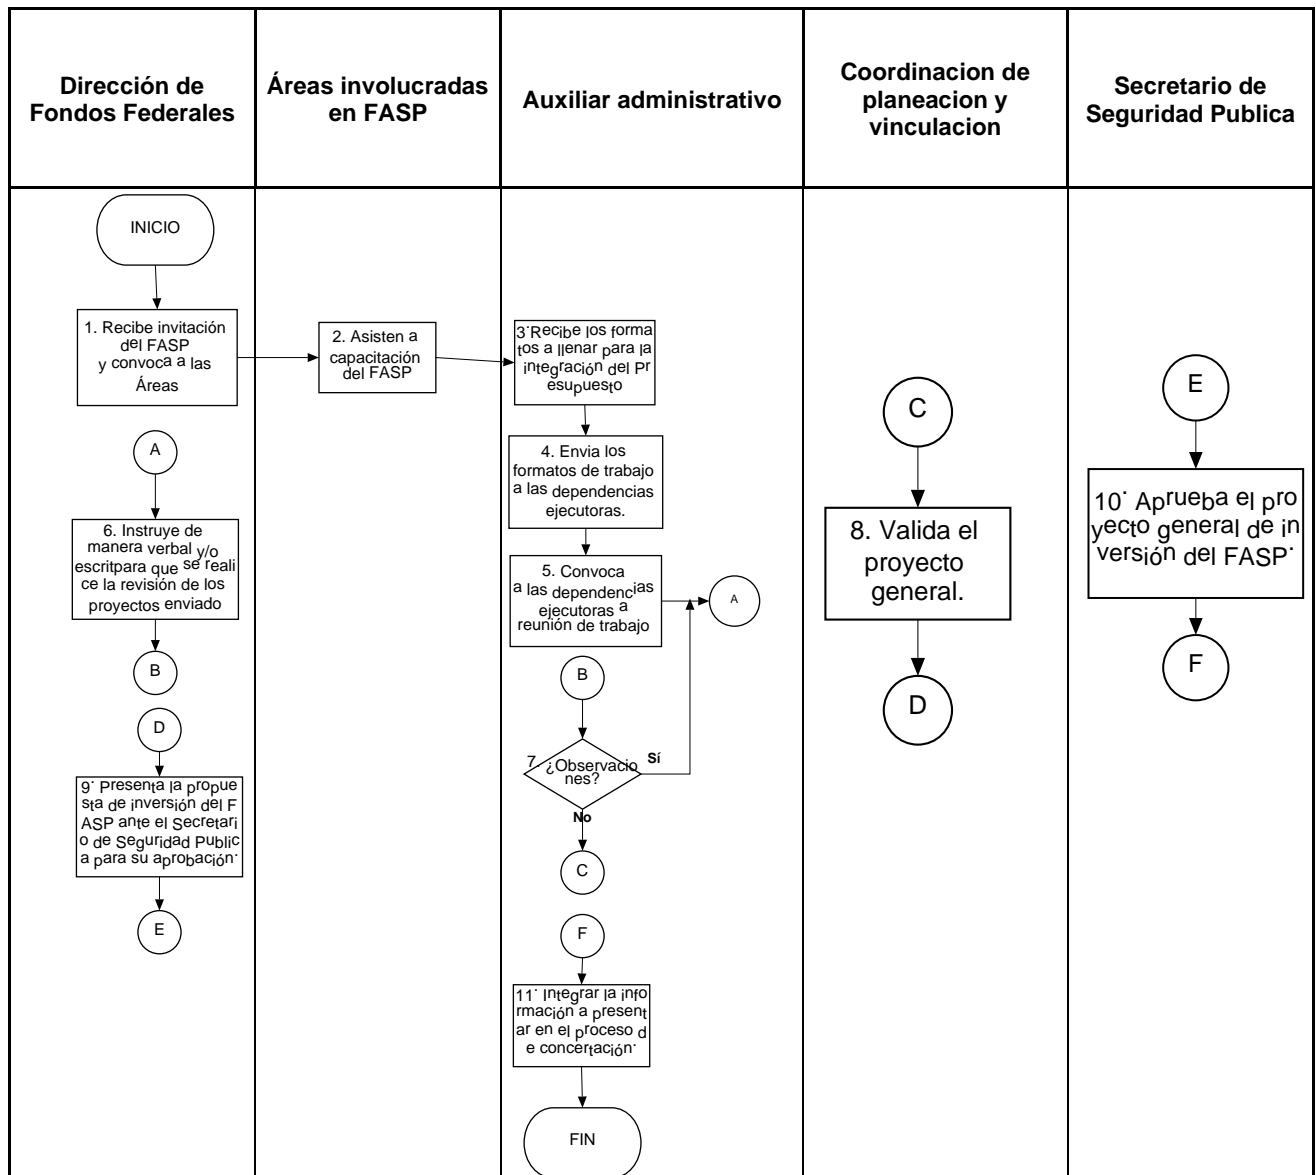 Dirección de
Fondos Federales
Áreas involucradas
en FASP
Auxiliar administrativo
Coordinacion de
planeacion y
vinculacion
Secretario de
Seguridad Publica
INICIO
1. Recibe invitación
del FASP
y convoca a las
Áreas
A
6. Instruye de
manera verbal y/o
escritpara que se reali
ce la revisión de los
proyectos enviado
B
D
9. Presenta la propue
sta de inversión del F
ASP ante el Secretari
o de Seguridad Public
a para su aprobación.
E
2. Asisten a
capacitación
del FASP
3.Recibe los forma
tos a llenar para la
integración del Pr
esupuesto
4. Envia los
formatos de trabajo
a las dependencias
ejecutoras.
5. Convoca
a las dependencias
ejecutoras a
reunión de trabajo
A
B
7. ¿Observacio
nes?
Sí
No
C
F
11. Integrar la info
rmación a present
ar en el proceso d
e concertación.
FIN
C
8. Valida el
proyecto
general.
D
E
10. Aprueba el pro
yecto general de in
versión del FASP.
F